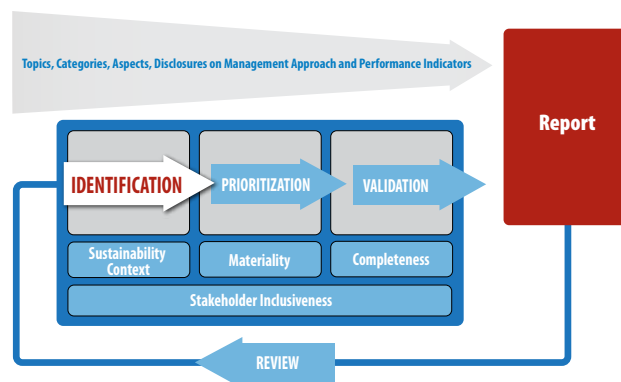 Topics, Categories, Aspects, Disclosures on Management Approach and Performance Indicators
Report
IDENTIFICATION
PRIORITIZATION
VALIDATION
Sustainability
Context
Materiality
Completeness
Stakeholder Inclusiveness
REVIEW